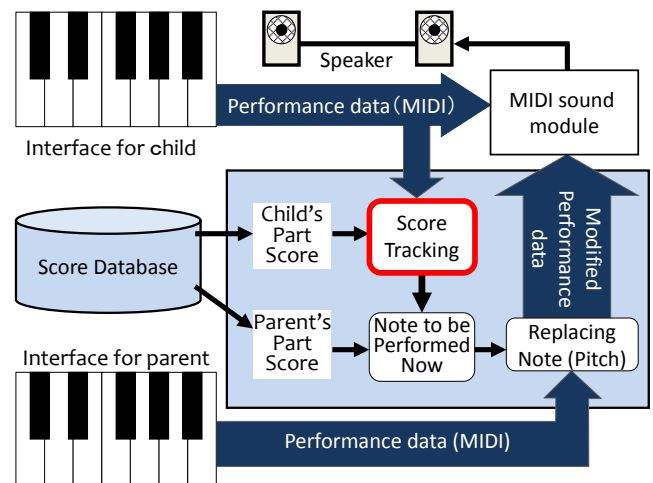 Speaker
Performance data(MIDI)
MIDI sound
module
Interface for child
Child's
Part
Score
Score
Tracking
Modified
Performance
data
Score Database
Parent's
Part
Score
Note to be
Performed
Now
Replacing
Note (Pitch)
Interface for parent
Performance data (MIDI)